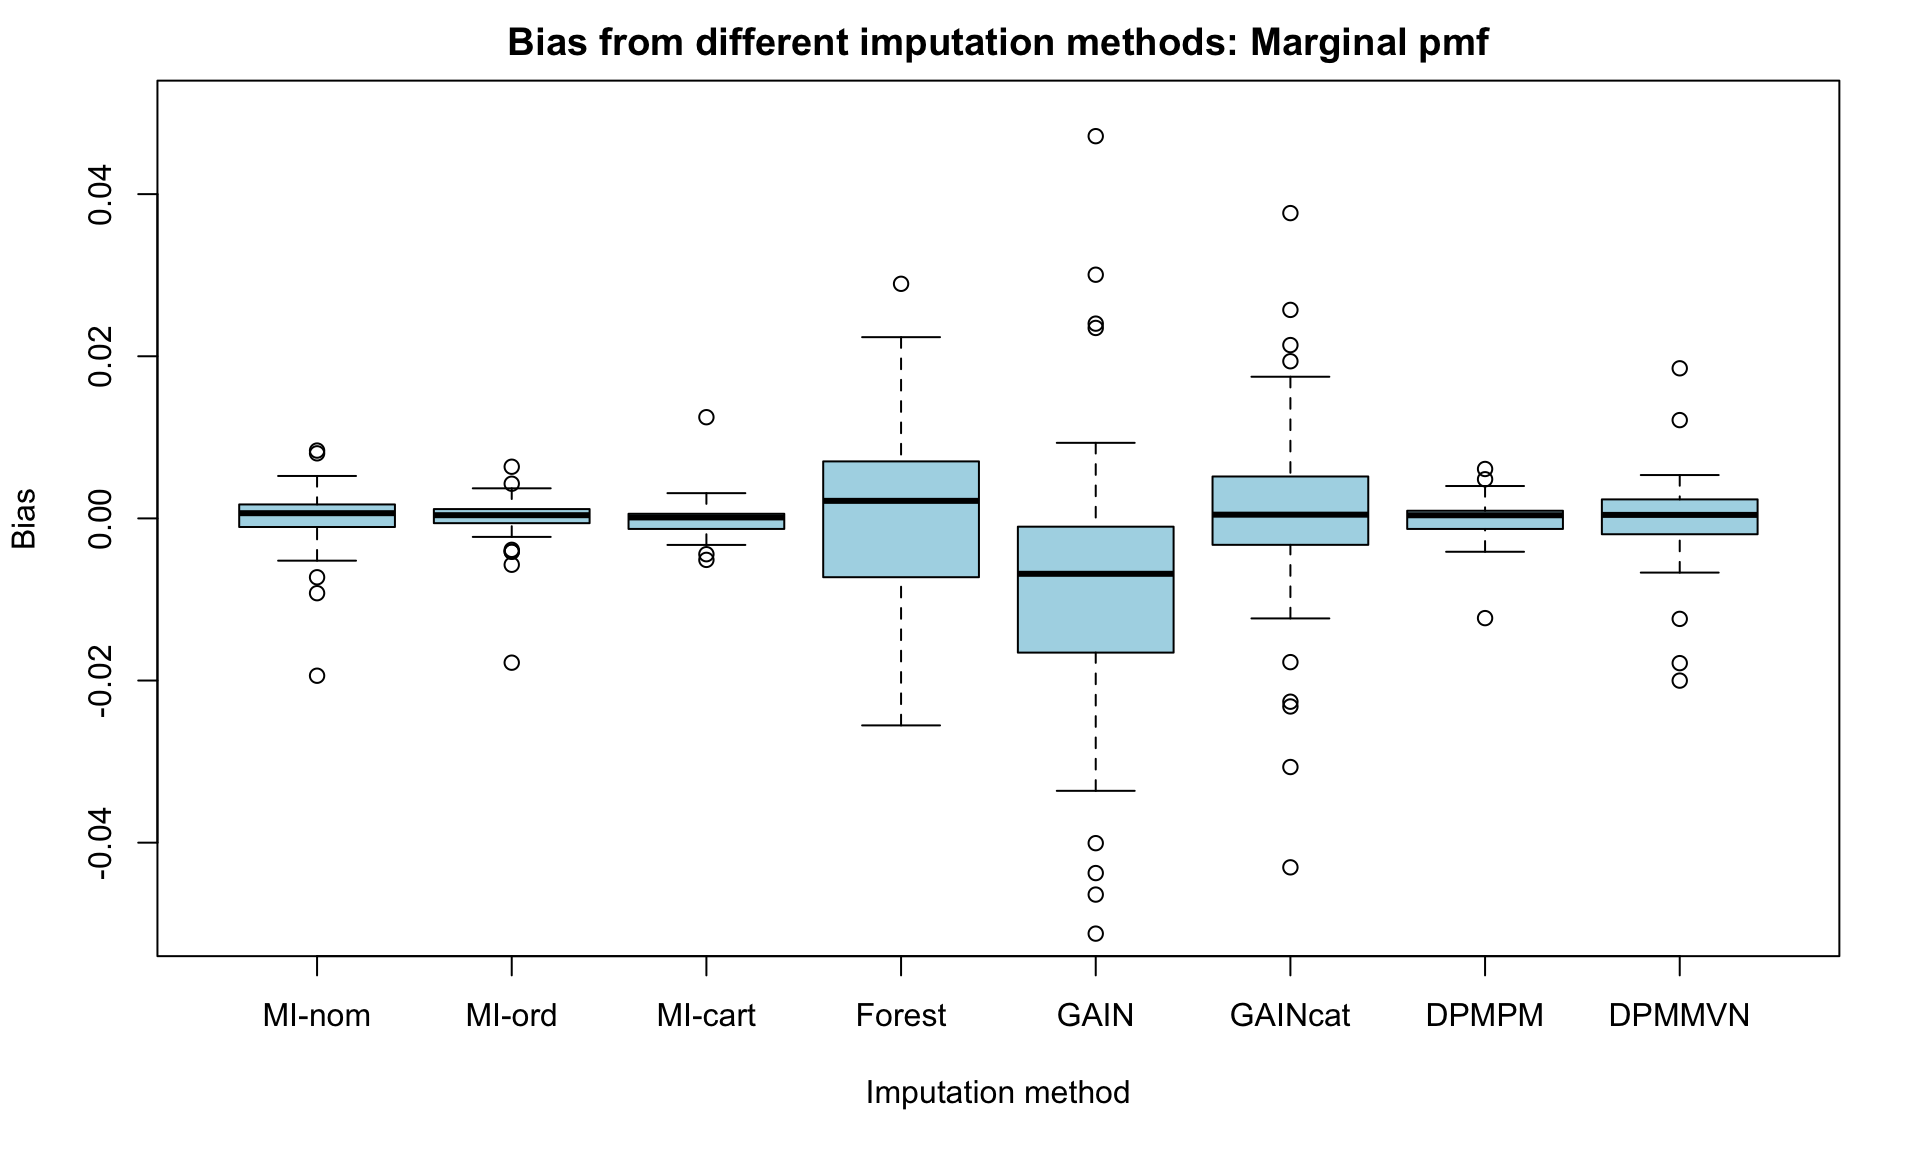 Bias from different imputation methods: Marginal pmf
Bias
0.04
0.02
0.00
-0.02
-0.04
MI-nom MI-ord MI-cart Forest GAIN GAINcat DPMPM DPMMVN
Imputation method